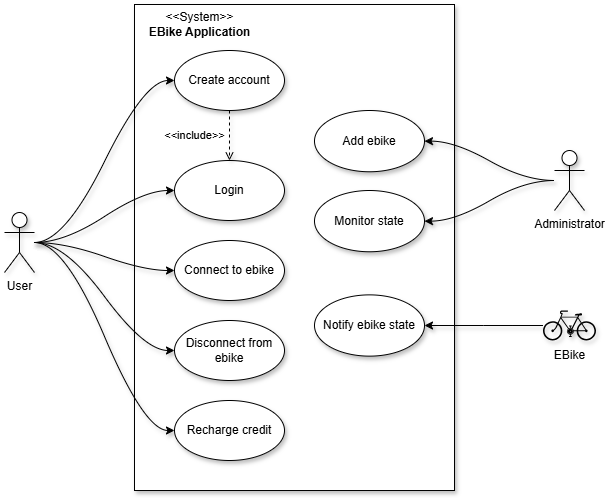 <<System>>
EBike Application
Create account
<<include>>
Add ebike
Login
Monitor state
Administrator
User
Connect to ebike
Notify ebike state
Disconnect from
ebike
EBike
Recharge credit